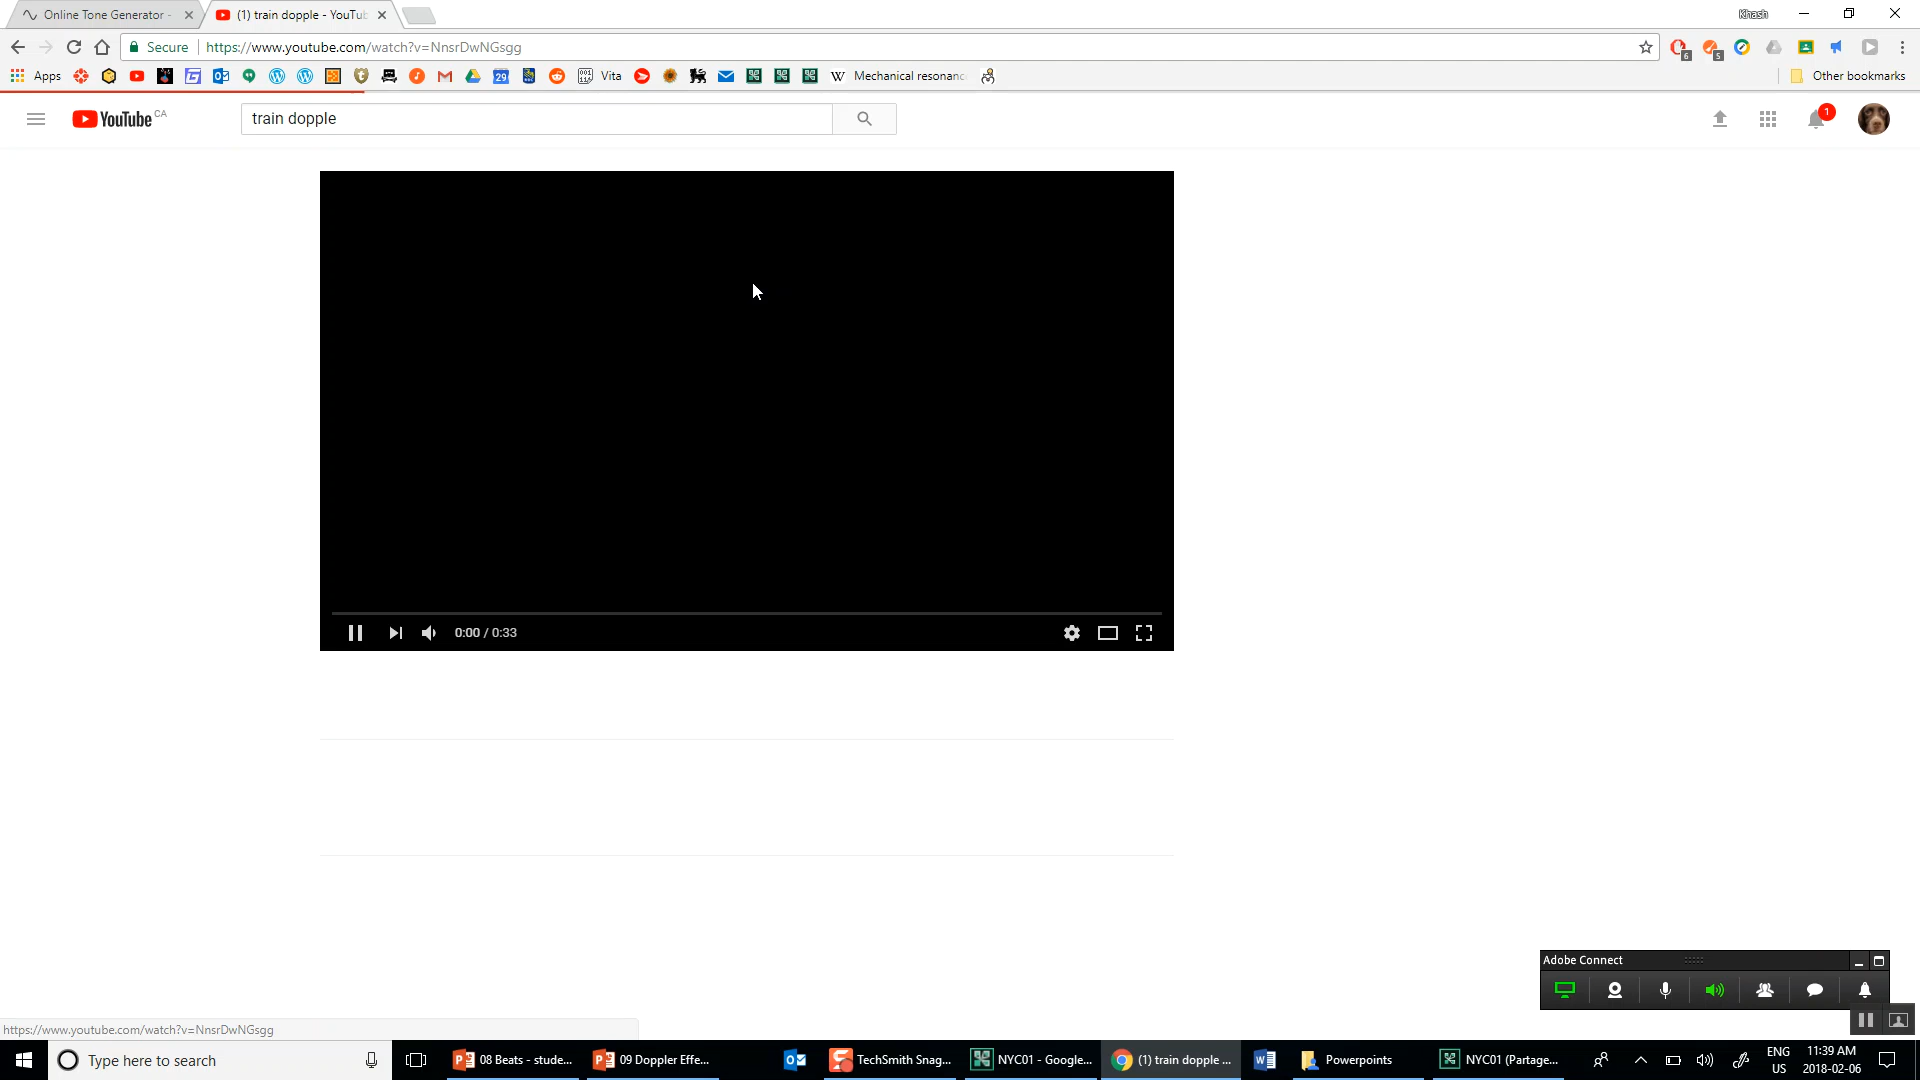 Online Tone Generator -
(1) train dopple - YouTub
Khash
Secure
https://www.youtube.com/watch?v=NnsrDwNGsgg
6
5
Apps
29
Vita
W
Mechanical resonanc
Other bookmarks
YouTube CA
train dopple
1
0:00 / 0:33
Adobe Connect
https://www.youtube.com/watch?v=NnsrDwNGsgg
Type here to search
08 Beats - stude...
09 Doppler Effe...
TechSmith Snag...
NYC01 - Google...
(1) train dopple ...
Powerpoints
NYC01 (Partage...
ENG
US
11:39 AM
2018-02-06